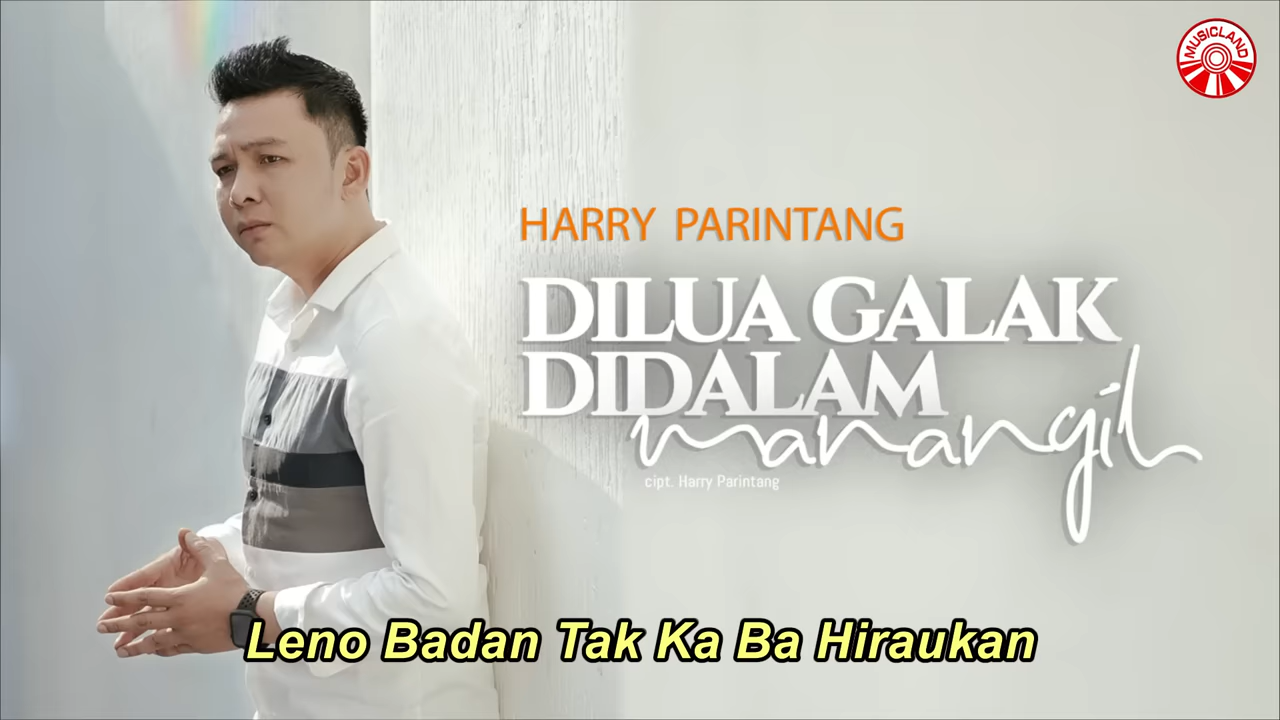 MUSICLAND
HARRY PARINTANG
DILUA GALAK
DIDALAM
manangih
cipt. Harry Parintang
Leno Badan Tak Ka Ba Hiraukan